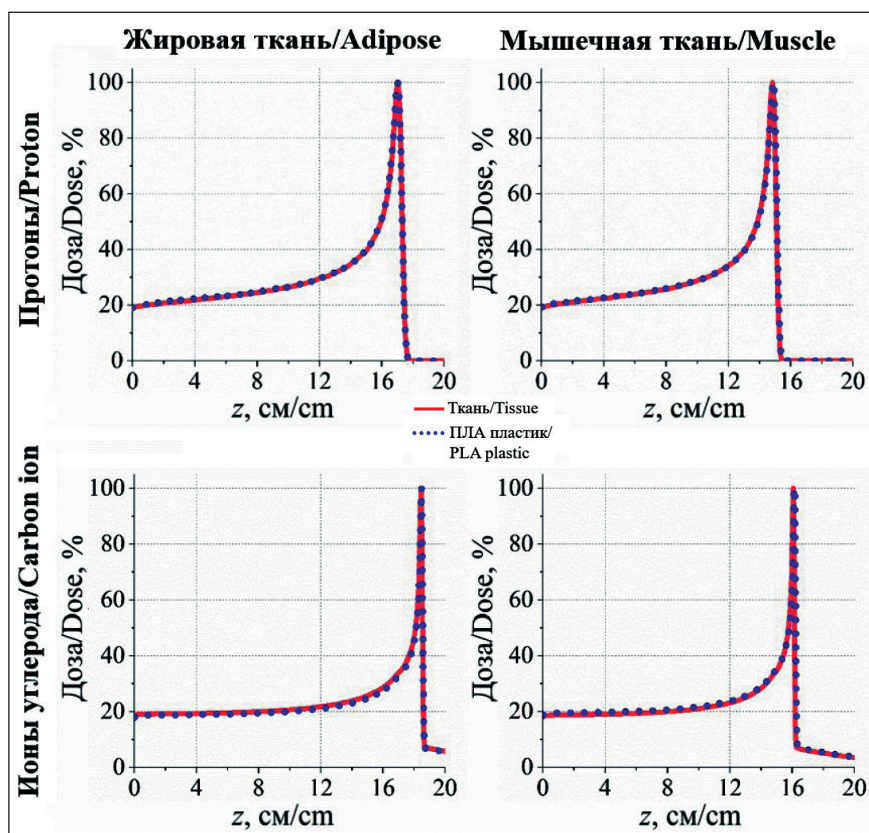 Жировая ткань/Adipose
Мышечная ткань/Muscle
Протоны/Proton
Доза/Dose, %
100
80
60
40
20
0
0 4 8 12 16 20
z, см/cm
Доза/Dose, %
100
80
60
40
20
0
0 4 8 12 16 20
z, см/cm
Ткань/Tissue
ПЛА пластик/
PLA plastic
Ионы углерода/Carbon ion
Доза/Dose, %
100
80
60
40
20
0
0 4 8 12 16 20
z, см/cm
Доза/Dose, %
100
80
60
40
20
0
0 4 8 12 16 20
z, см/cm